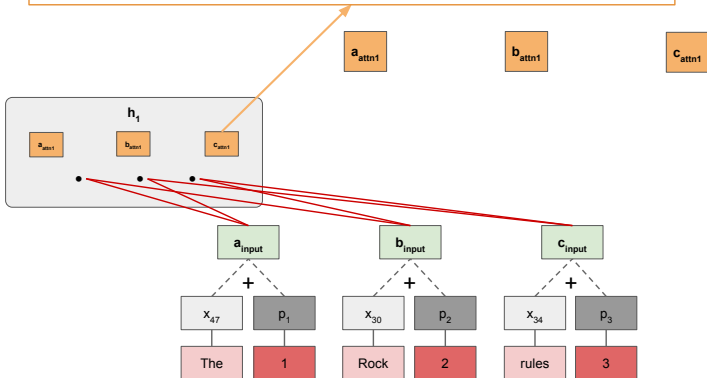 a_attn1 b_attn1 c_attn1
h_1
a_attn1 b_attn1 c_attn1
a_input b_input c_input
+ + +
x_47 p_1 x_30 p_2 x_34 p_3
The 1 Rock 2 rules 3